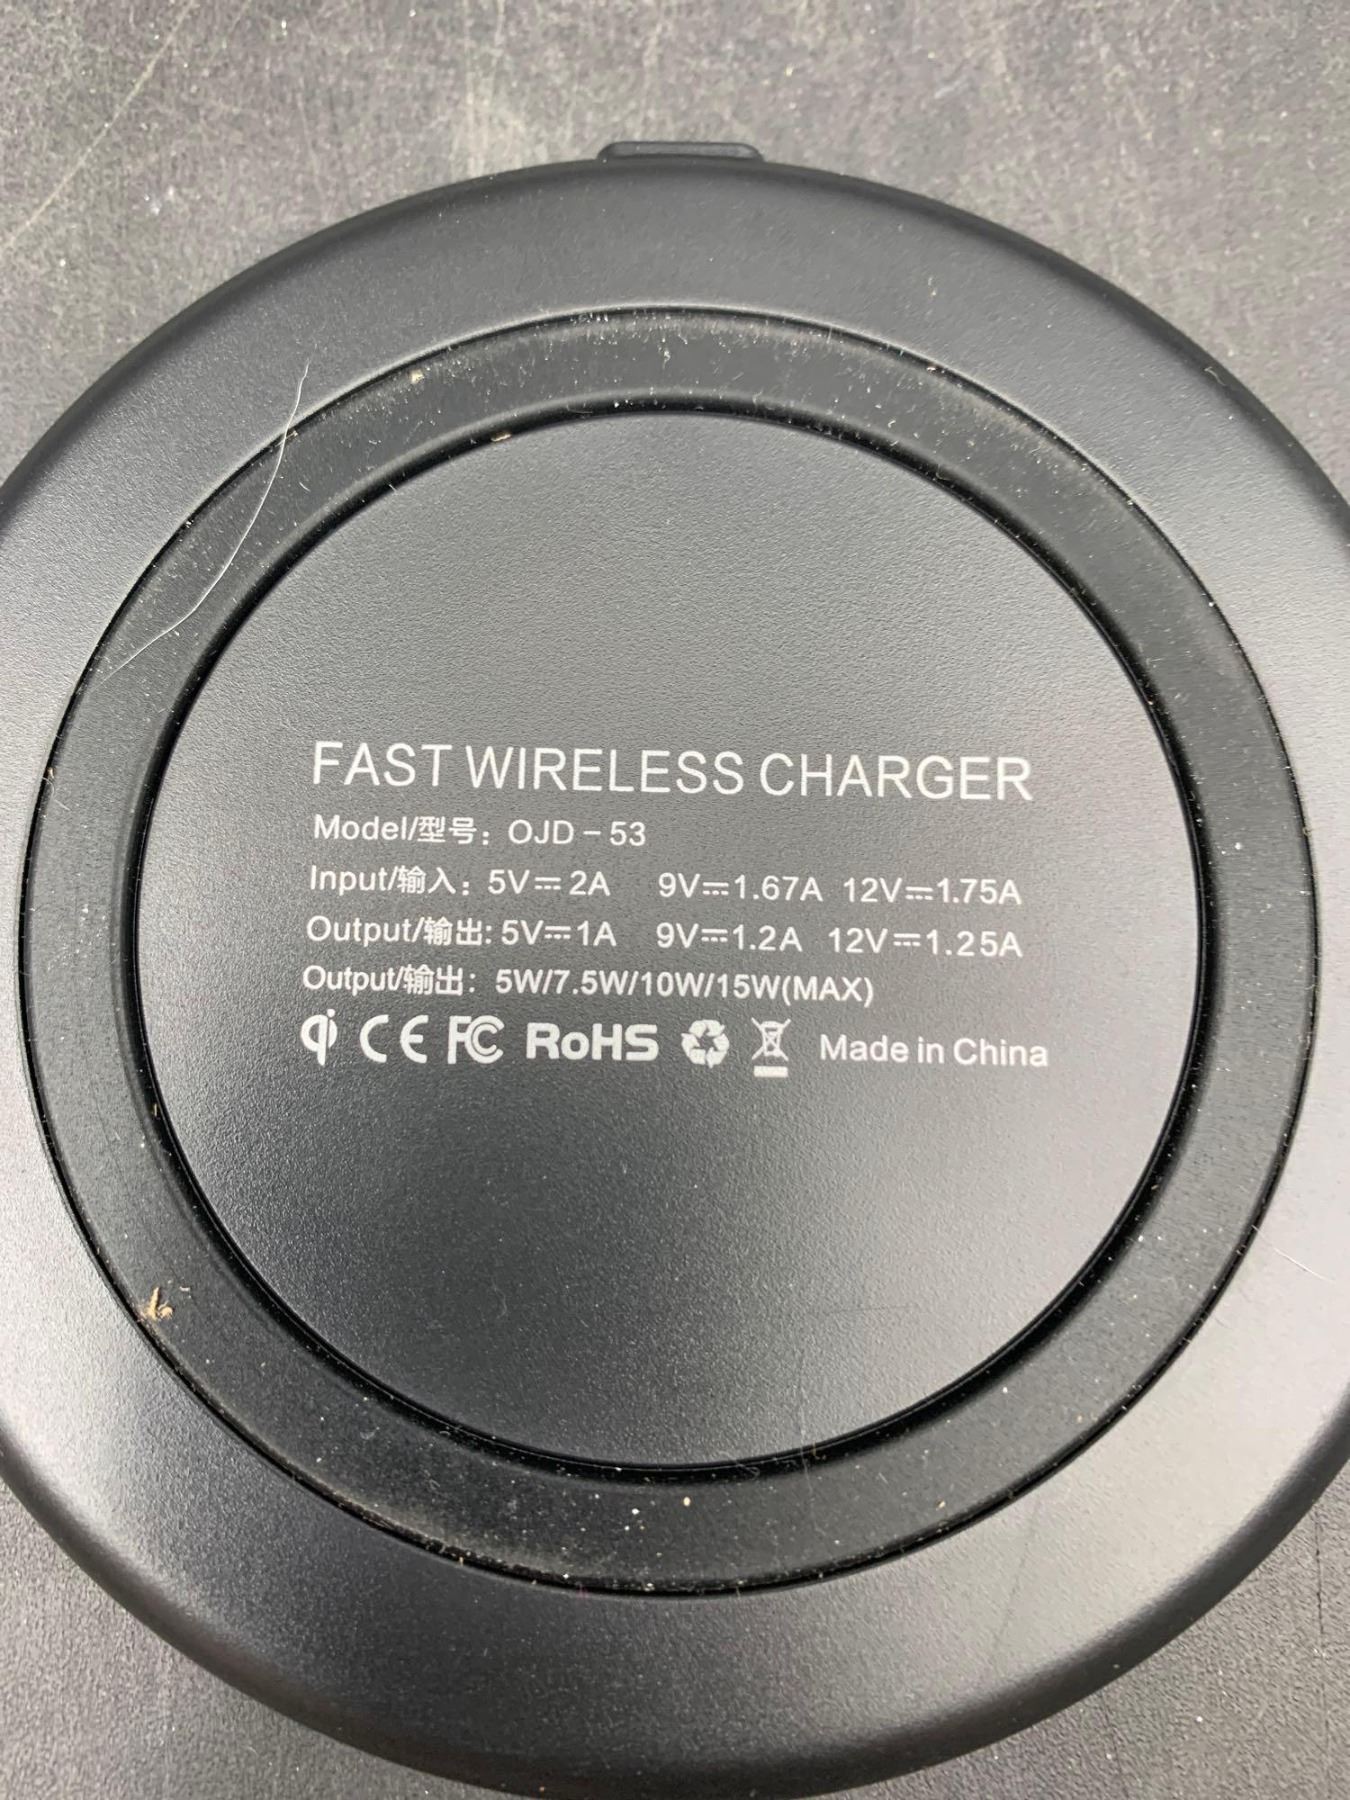 FAST WIRELESS CHARGER
Model/型号: OJD-53
Input/输入: 5V⎓2A 9V⎓1.67A 12V⎓1.75A
Output/输出: 5V⎓1A 9V⎓1.2A 12V⎓1.25A
Output/输出: 5W/7.5W/10W/15W(MAX)
qi CE FC RoHS Made in China